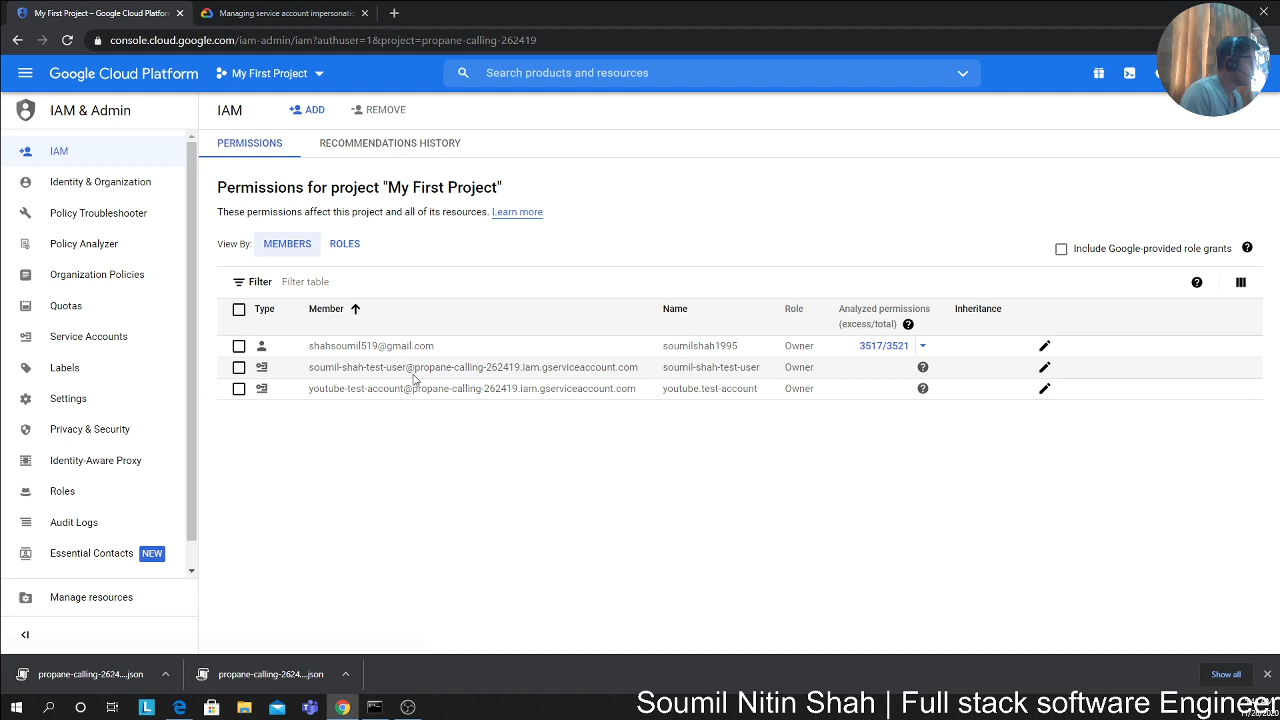 My First Project – Google Cloud Platform
Managing service account impersonati
console.cloud.google.com/iam-admin/iam?authuser=1&project=propane-calling-262419
Google Cloud Platform
My First Project
Search products and resources
IAM & Admin
IAM
ADD
REMOVE
IAM
Identity & Organization
Policy Troubleshooter
Policy Analyzer
Organization Policies
Quotas
Service Accounts
Labels
Settings
Privacy & Security
Identity-Aware Proxy
Roles
Audit Logs
Essential Contacts NEW
Manage resources
PERMISSIONS
RECOMMENDATIONS HISTORY
Permissions for project "My First Project"
These permissions affect this project and all of its resources. Learn more
View By: MEMBERS ROLES
Include Google-provided role grants
Filter Filter table
Type Member Name Role Analyzed permissions (excess/total) Inheritance
shahsoumil519@gmail.com soumilshah1995 Owner 3517/3521
soumil-shah-test-user@propane-calling-262419.iam.gserviceaccount.com soumil-shah-test-user Owner
youtube-test-account@propane-calling-262419.iam.gserviceaccount.com youtube.test-account Owner
propane-calling-2624....json
propane-calling-2624....json
Show all
Soumil Nitin Shah | Full stack software Engineer